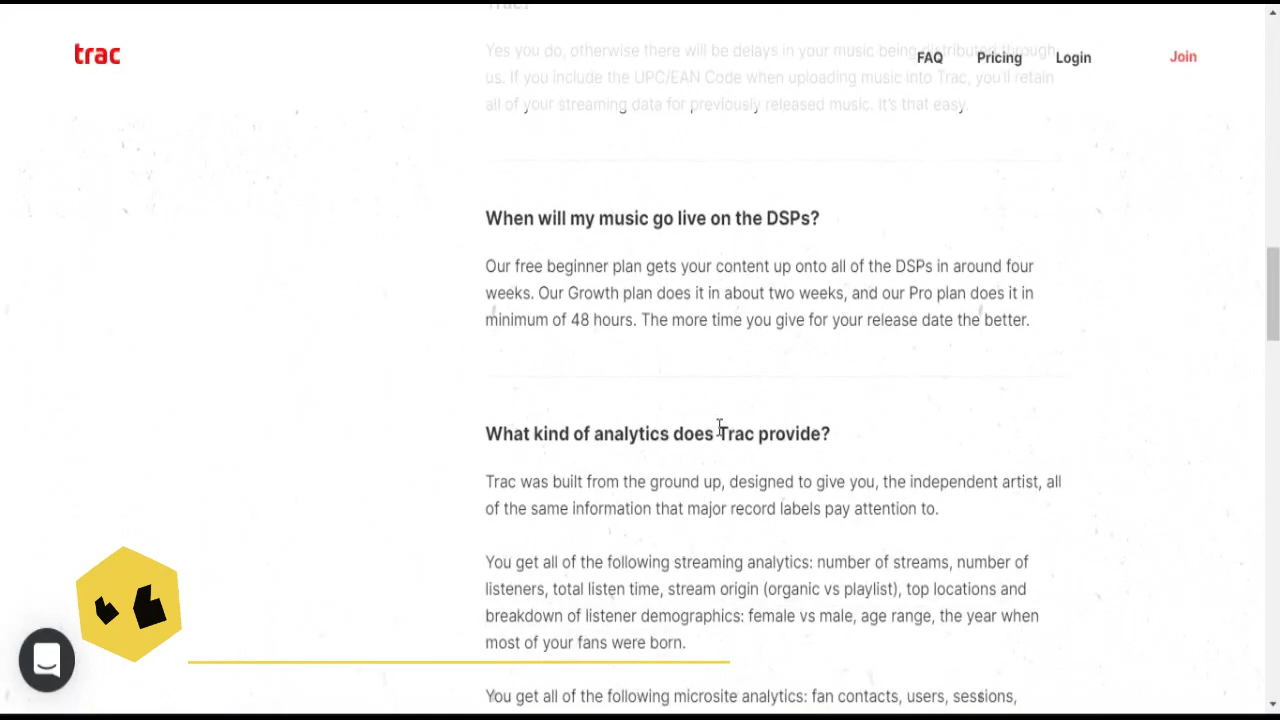 Trac?
trac
FAQ Pricing Login Join
Yes you do, otherwise there will be delays in your music being distributed through
us. If you include the UPC/EAN Code when uploading music into Trac, you'll retain
all of your streaming data for previously released music. It's that easy.
When will my music go live on the DSPs?
Our free beginner plan gets your content up onto all of the DSPs in around four
weeks. Our Growth plan does it in about two weeks, and our Pro plan does it in
minimum of 48 hours. The more time you give for your release date the better.
What kind of analytics does Trac provide?
Trac was built from the ground up, designed to give you, the independent artist, all
of the same information that major record labels pay attention to.
You get all of the following streaming analytics: number of streams, number of
listeners, total listen time, stream origin (organic vs playlist), top locations and
breakdown of listener demographics: female vs male, age range, the year when
most of your fans were born.
You get all of the following microsite analytics: fan contacts, users, sessions,